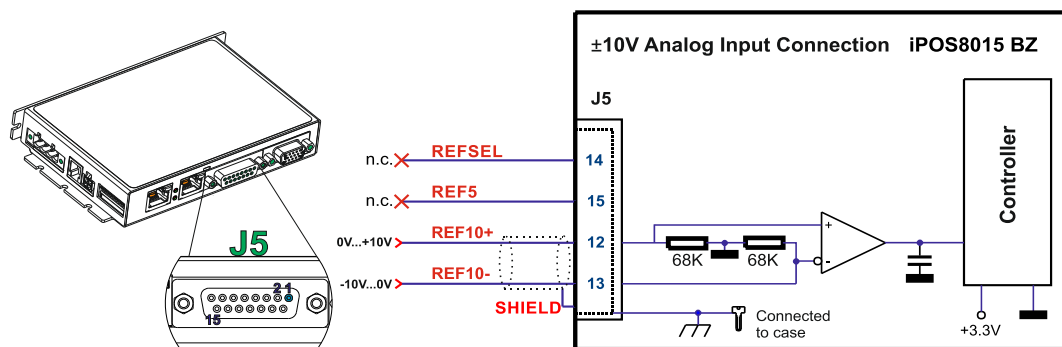 ±10V Analog Input Connection iPOS8015 BZ
J5
n.c. REFSEL 14
n.c. REF5 15
0V...+10V REF10+ 12
-10V...0V REF10- 13
SHIELD
+
-
68K 68K
Controller
Connected
to case
+3.3V
J5
2 1
15